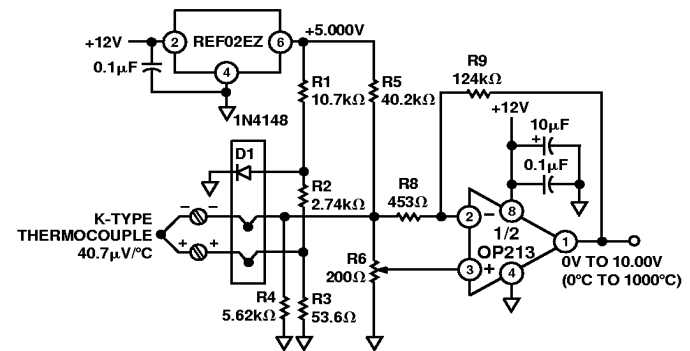 +12V
2
REF02EZ
6
+5.000V
0.1µF
4
1N4148
R1
10.7kΩ
R5
40.2kΩ
R9
124kΩ
+12V
10µF
+
0.1µF
D1
R2
2.74kΩ
R8
453Ω
K-TYPE
THERMOCOUPLE
40.7µV/°C
– –
+ +
2
–
8
1/2
OP213
1
3
+
4
R6
200Ω
R4
5.62kΩ
R3
53.6Ω
0V TO 10.00V
(0°C TO 1000°C)